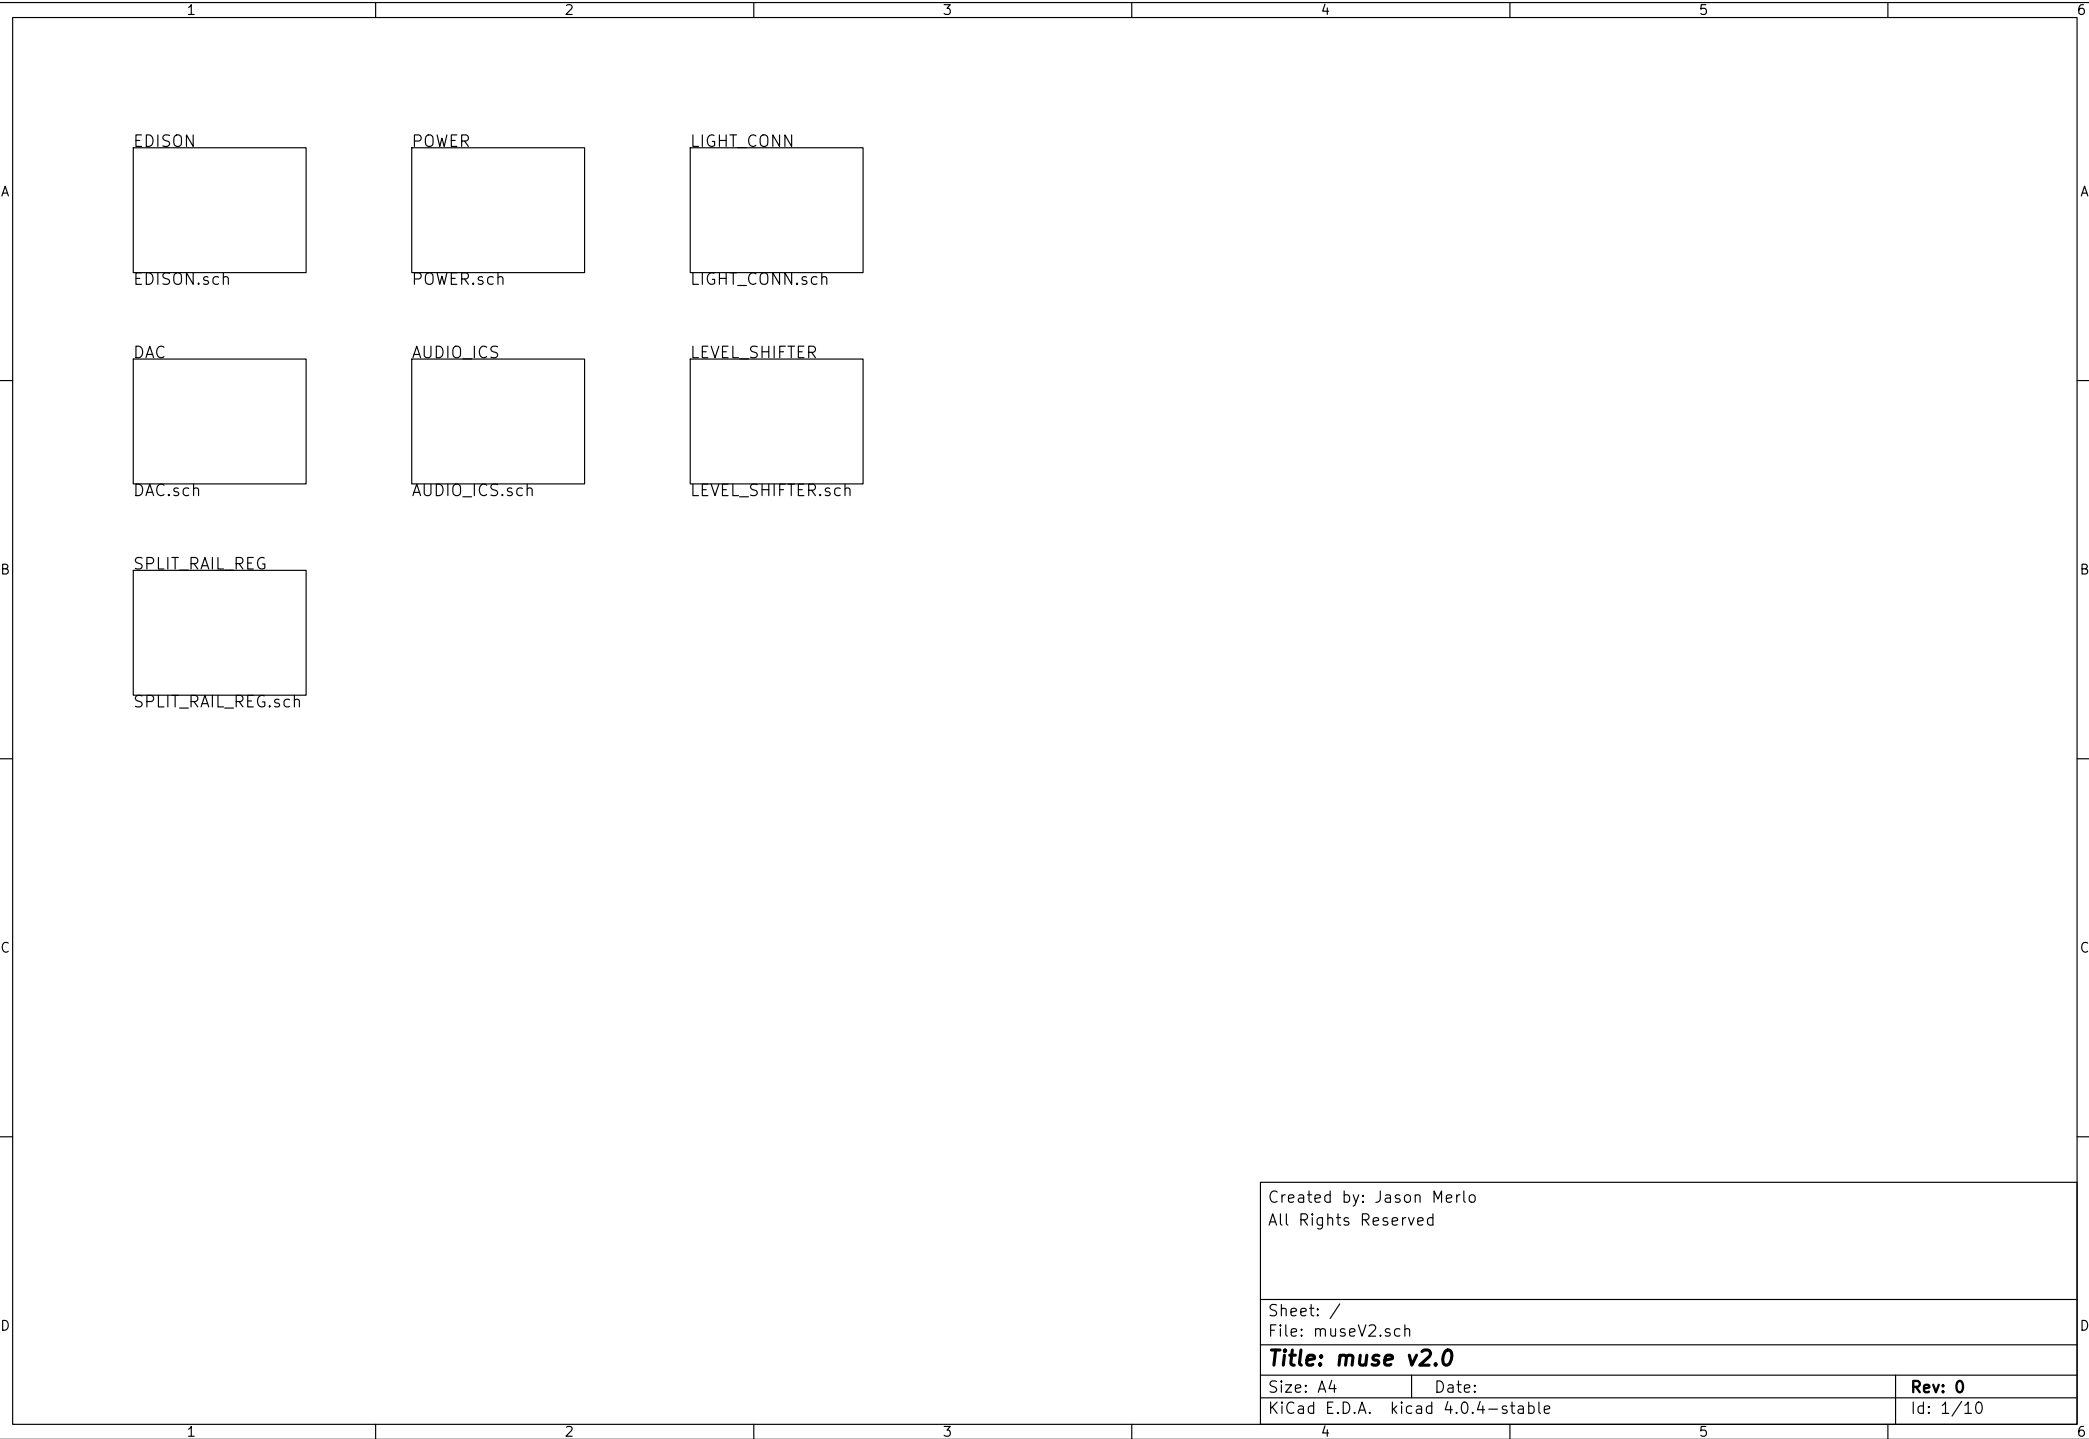 1 2 3 4 5 6
EDISON POWER LIGHT_CONN
A A
EDISON.sch POWER.sch LIGHT_CONN.sch
DAC AUDIO_ICS LEVEL_SHIFTER
DAC.sch AUDIO_ICS.sch LEVEL_SHIFTER.sch
SPLIT_RAIL_REG
B B
SPLIT_RAIL_REG.sch
C C
Created by: Jason Merlo
All Rights Reserved
Sheet: /
D D
File: museV2.sch
Title: muse v2.0
Size: A4 Date: Rev: 0
KiCad E.D.A. kicad 4.0.4-stable Id: 1/10
1 2 3 4 5 6